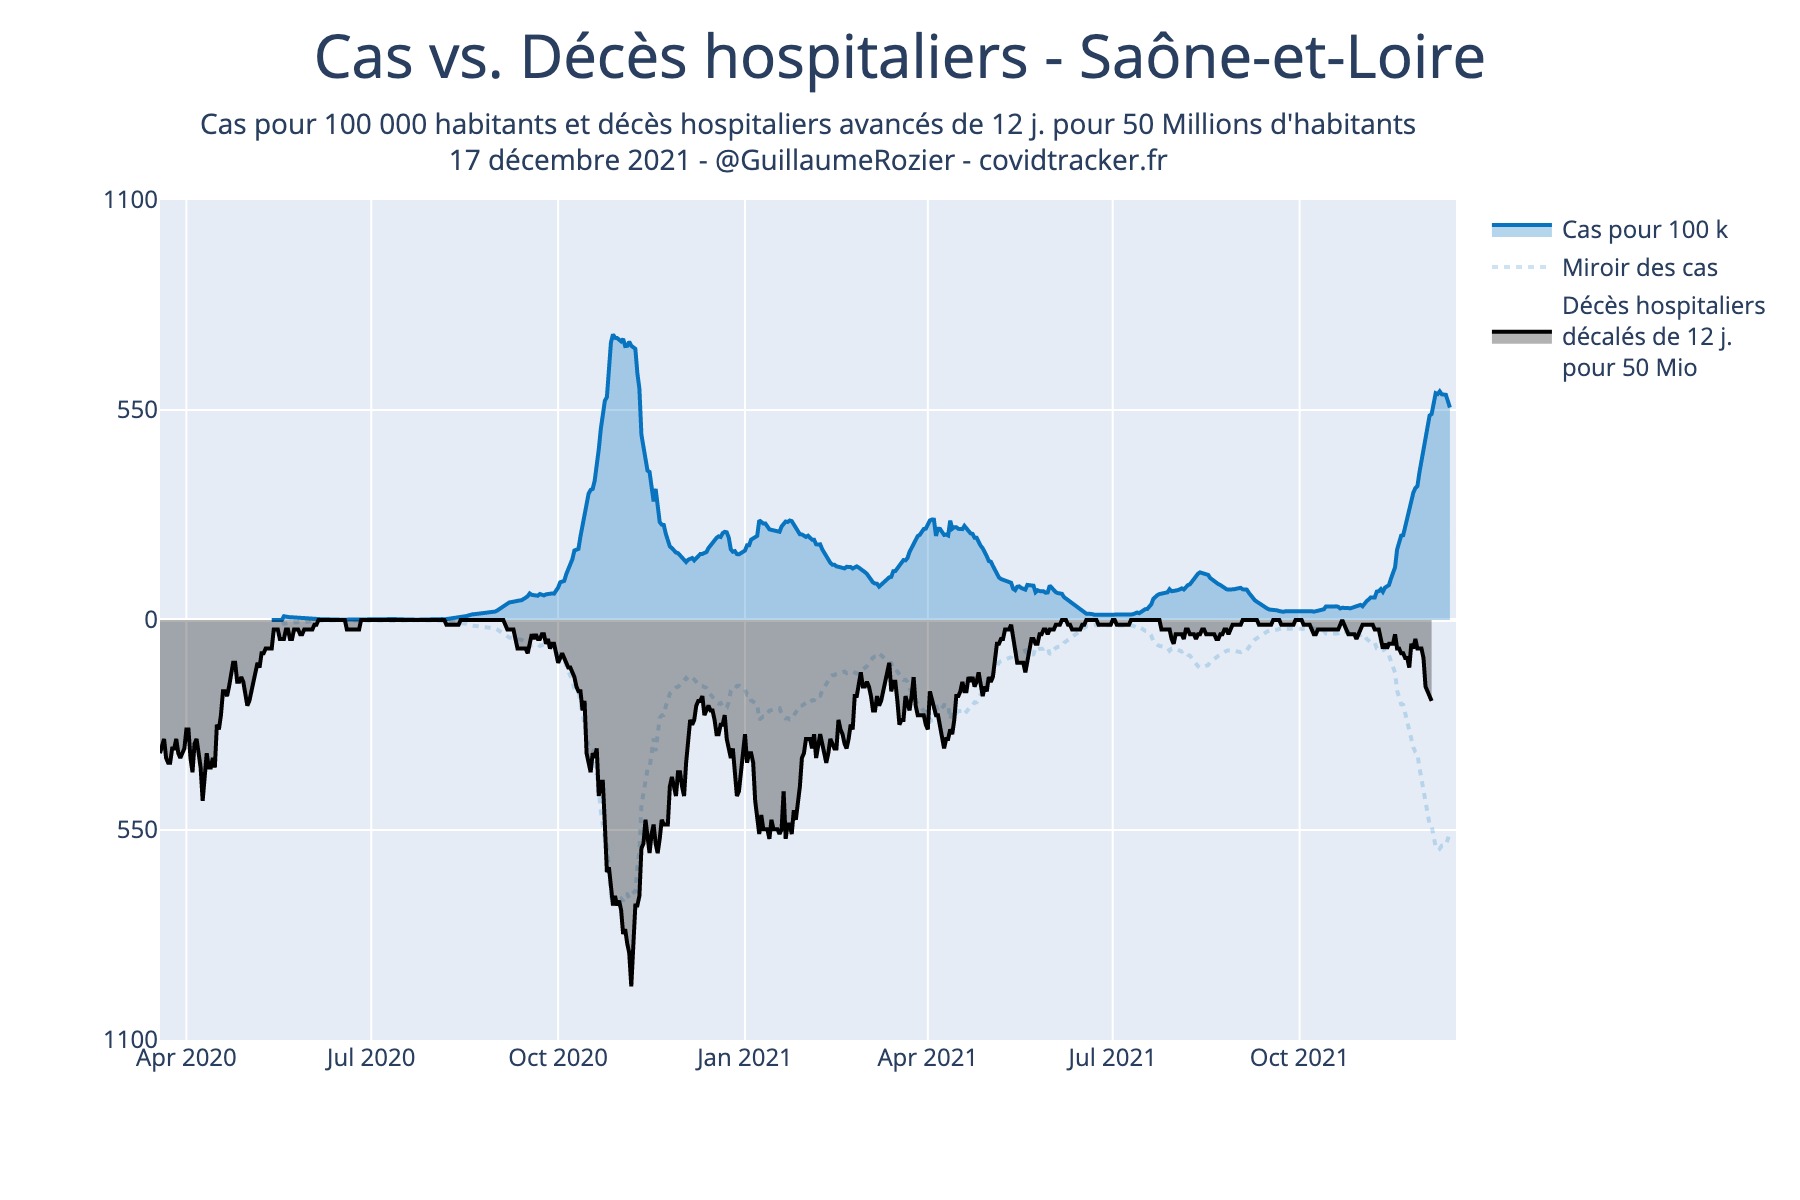 Cas vs. Décès hospitaliers - Saône-et-Loire
Cas pour 100 000 habitants et décès hospitaliers avancés de 12 j. pour 50 Millions d'habitants
17 décembre 2021 - @GuillaumeRozier - covidtracker.fr
1100
550
0
550
1100
Apr 2020
Jul 2020
Oct 2020
Jan 2021
Apr 2021
Jul 2021
Oct 2021
Cas pour 100 k
Miroir des cas
Décès hospitaliers
décalés de 12 j.
pour 50 Mio